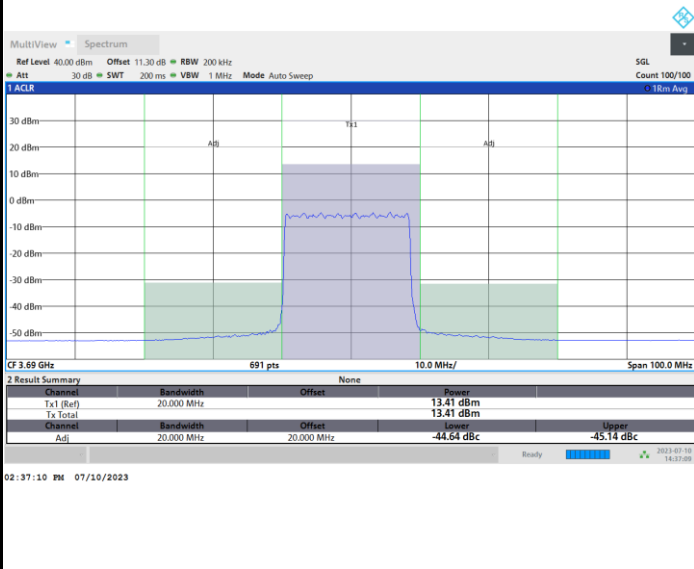 MultiView Spectrum
Ref Level 40.00 dBm Offset 11.30 dB RBW 200 kHz SGL
Att 30 dB SWT 200 ms VBW 1 MHz Mode Auto Sweep Count 100/100
1 ACLR 1Rm Avg
30 dBm
Tx1
20 dBm
Adj Adj
10 dBm
0 dBm
-10 dBm
-20 dBm
-30 dBm
-40 dBm
-50 dBm
CF 3.69 GHz 691 pts 10.0 MHz/ Span 100.0 MHz
2 Result Summary None
Channel Bandwidth Offset Power
Tx1 (Ref) 20.000 MHz 13.41 dBm
Tx Total 13.41 dBm
Channel Bandwidth Offset Lower Upper
Adj 20.000 MHz 20.000 MHz -44.64 dBc -45.14 dBc
Ready 2023-07-10
14:37:09
02:37:10 PM 07/10/2023